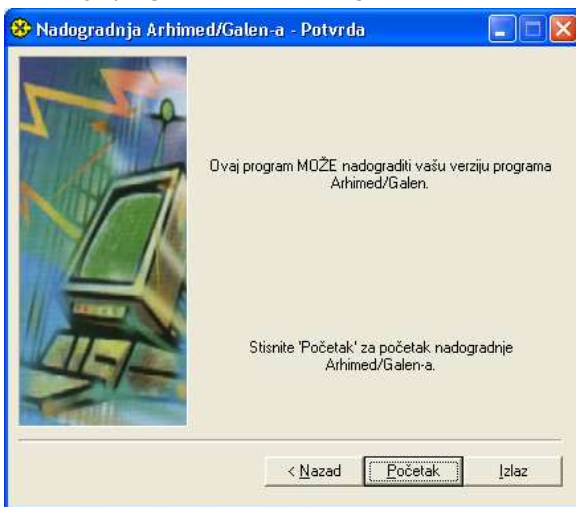 Nadogradnja Arhimed/Galen-a - Potvrda
Ovaj program MOŽE nadograditi vašu verziju programa
Arhimed/Galen.
Stisnite 'Početak' za početak nadogradnje
Arhimed/Galen-a.
< Nazad Početak Izlaz